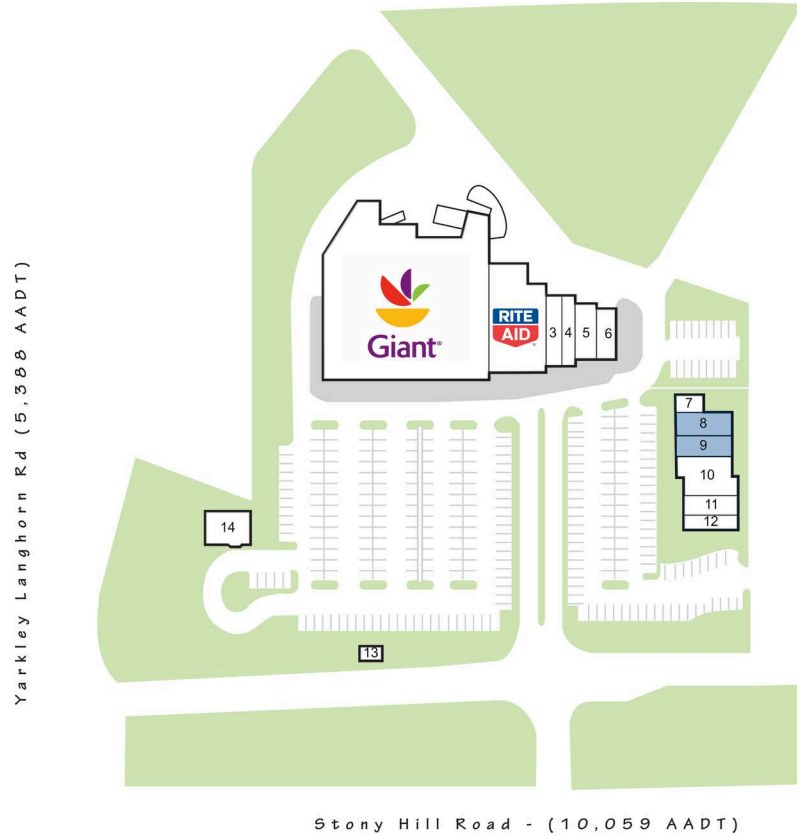 Giant
RITE
AID
3
4
5
6
7
8
9
10
11
12
14
13
Yarkley Langhorn Rd (5,388 AADT)
Stony Hill Road - (10,059 AADT)